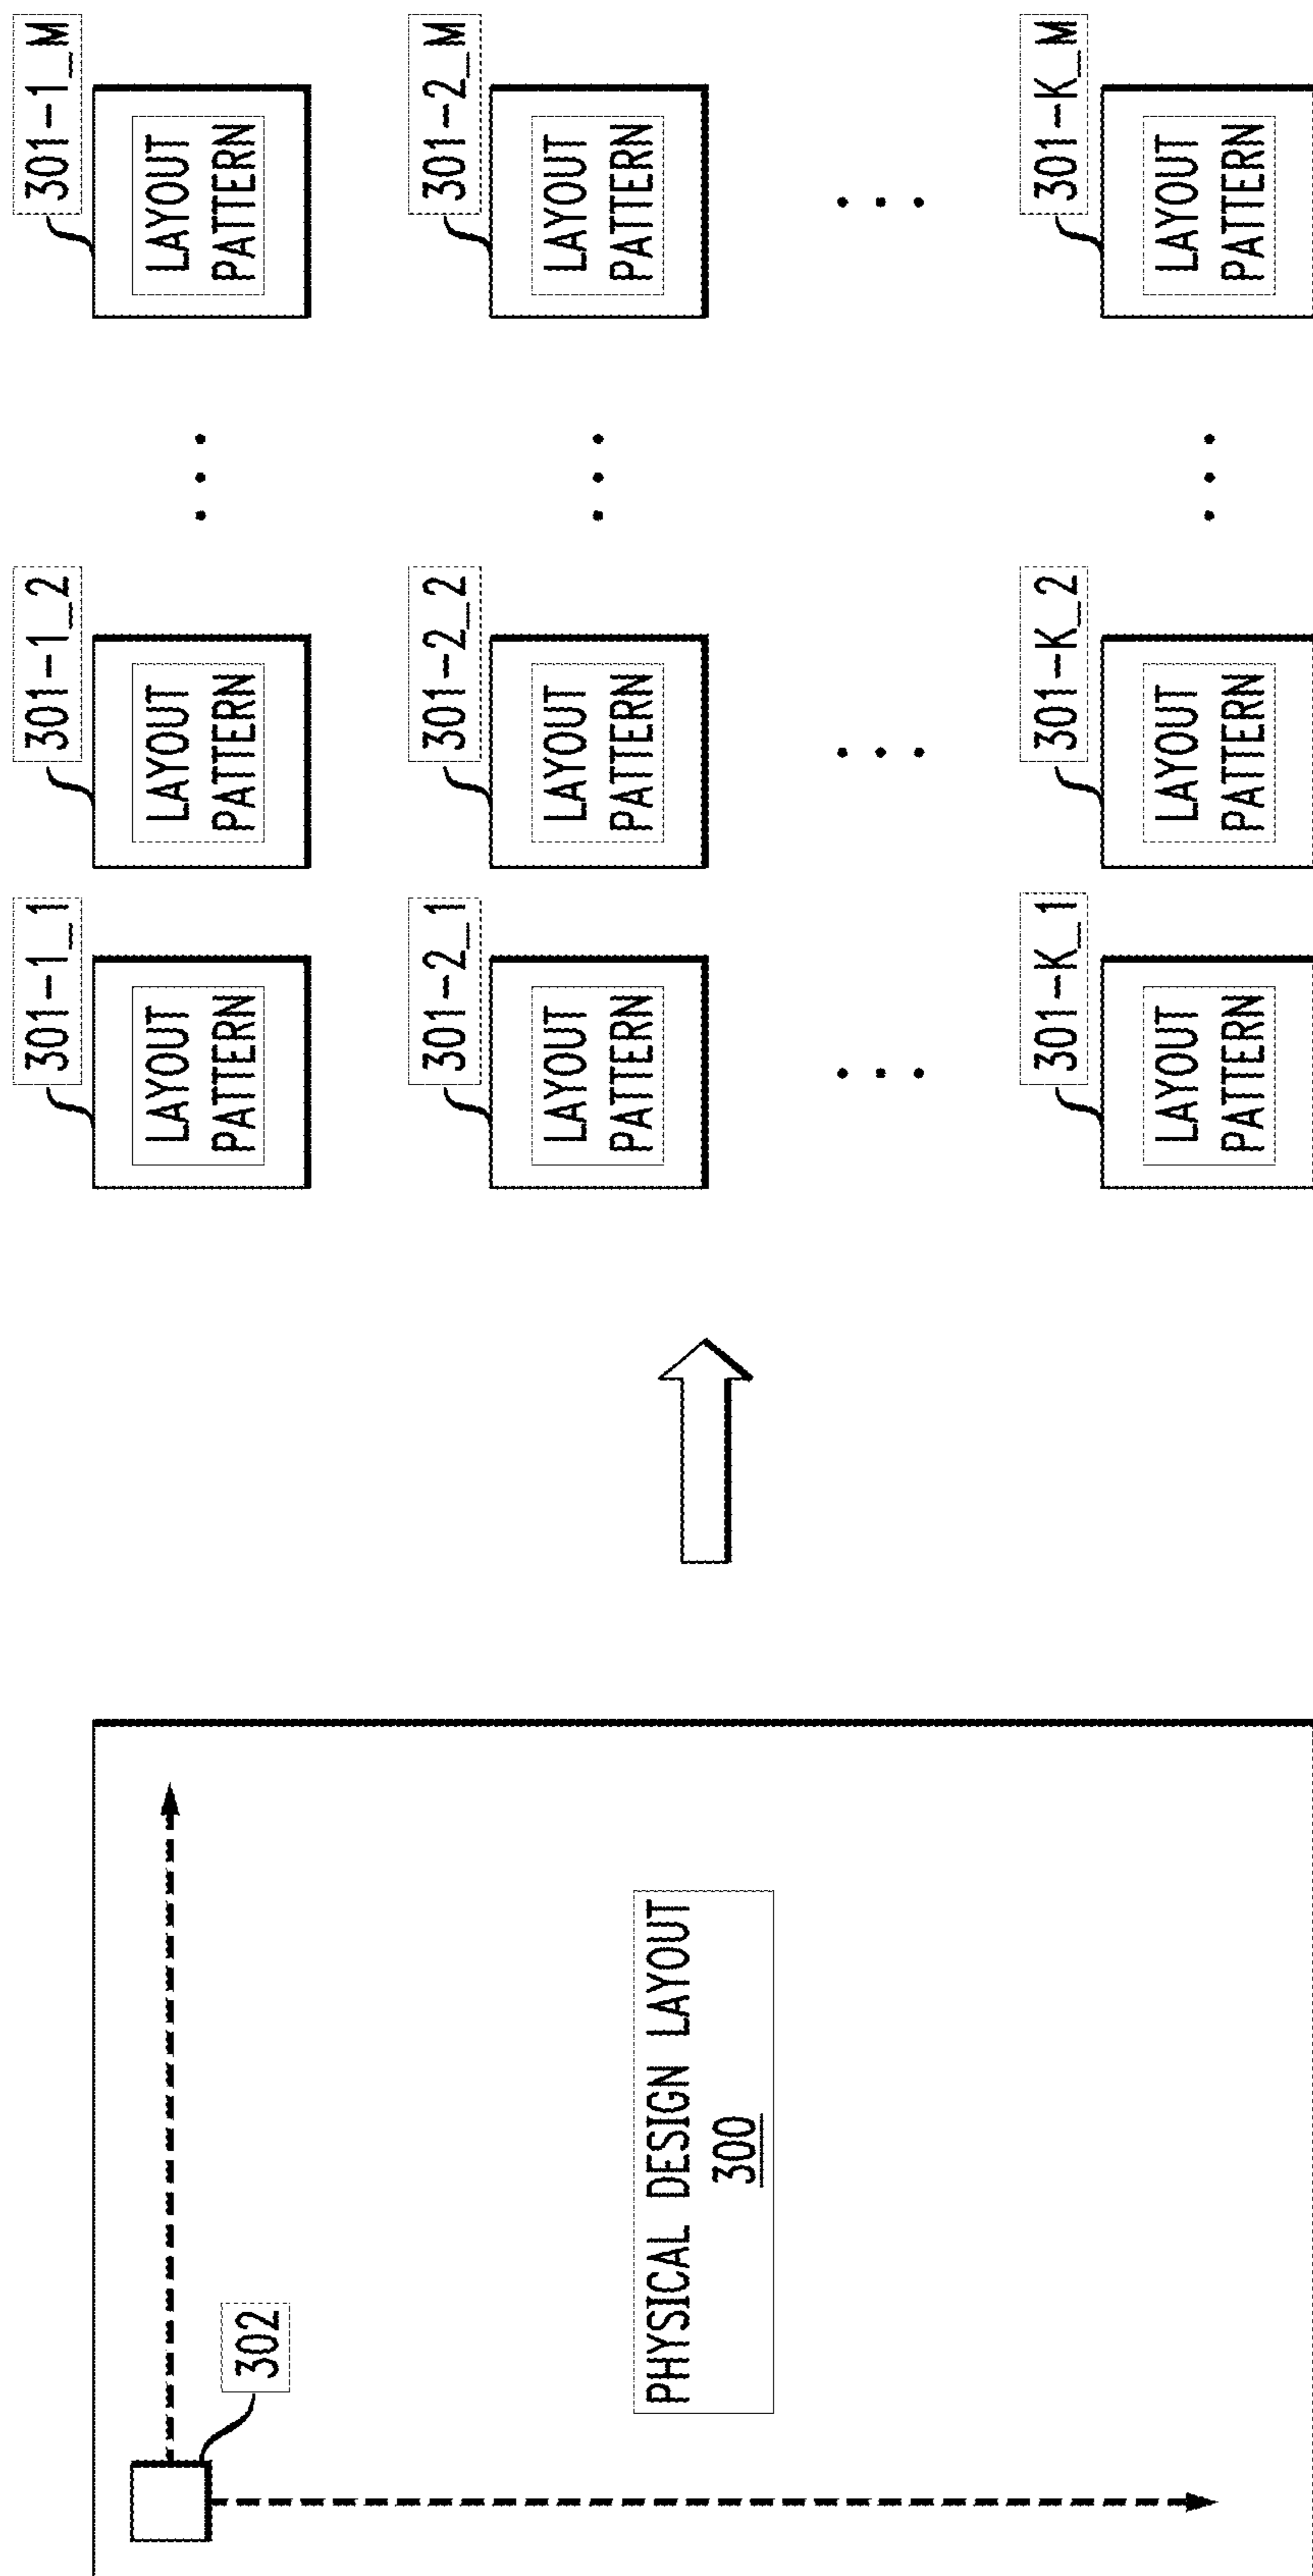 PHYSICAL DESIGN LAYOUT
300
302
301-1_1
LAYOUT
PATTERN
301-1_2
LAYOUT
PATTERN
301-1_M
LAYOUT
PATTERN
301-2_1
LAYOUT
PATTERN
301-2_2
LAYOUT
PATTERN
301-2_M
LAYOUT
PATTERN
301-K_1
LAYOUT
PATTERN
301-K_2
LAYOUT
PATTERN
301-K_M
LAYOUT
PATTERN